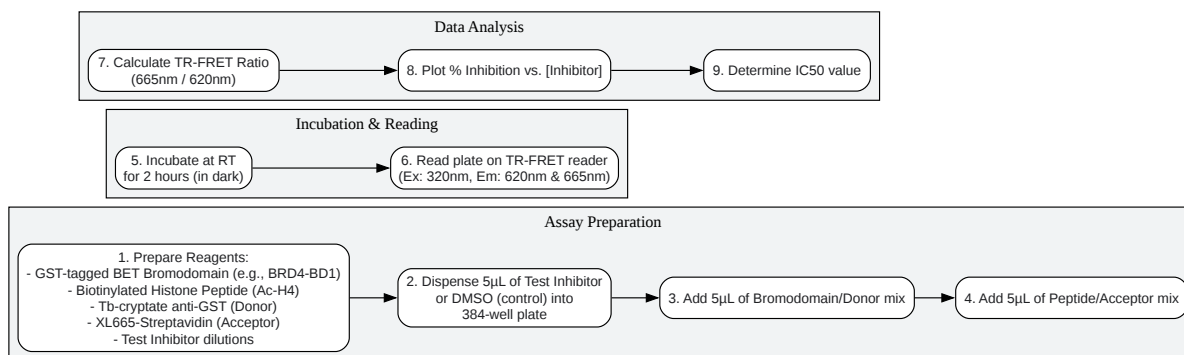 Data Analysis
7. Calculate TR-FRET Ratio
(665nm / 620nm)
8. Plot % Inhibition vs. [Inhibitor]
9. Determine IC50 value
Incubation & Reading
5. Incubate at RT
for 2 hours (in dark)
6. Read plate on TR-FRET reader
(Ex: 320nm, Em: 620nm & 665nm)
Assay Preparation
1. Prepare Reagents:
- GST-tagged BET Bromodomain (e.g., BRD4-BD1)
- Biotinylated Histone Peptide (Ac-H4)
- Tb-cryptate anti-GST (Donor)
- XL665-Streptavidin (Acceptor)
- Test Inhibitor dilutions
2. Dispense 5µL of Test Inhibitor
or DMSO (control) into
384-well plate
3. Add 5µL of Bromodomain/Donor mix
4. Add 5µL of Peptide/Acceptor mix